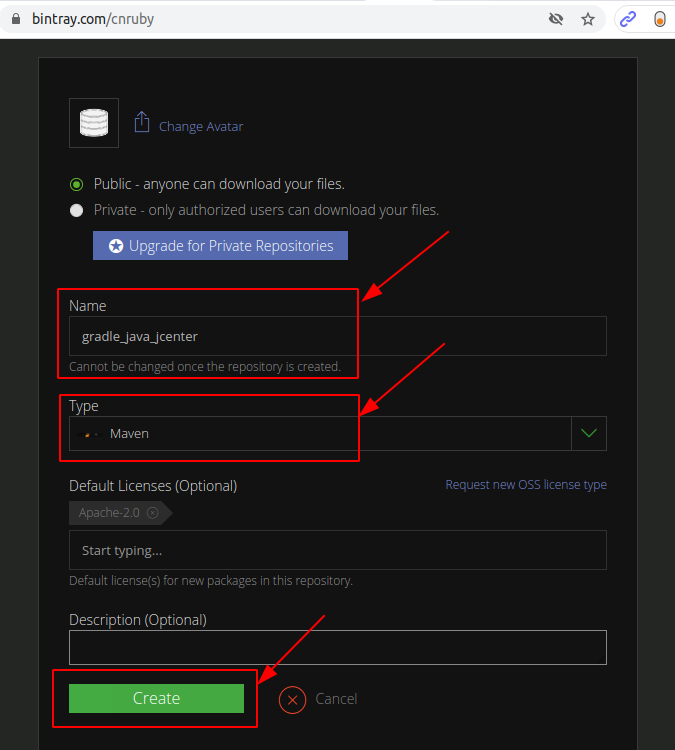 bintray.com/cnruby
Change Avatar
Public - anyone can download your files.
Private - only authorized users can download your files.
Upgrade for Private Repositories
Name
gradle_java_jcenter
Cannot be changed once the repository is created.
Type
Maven
Default Licenses (Optional)
Request new OSS license type
Apache-2.0
Start typing...
Default license(s) for new packages in this repository.
Description (Optional)
Create
Cancel